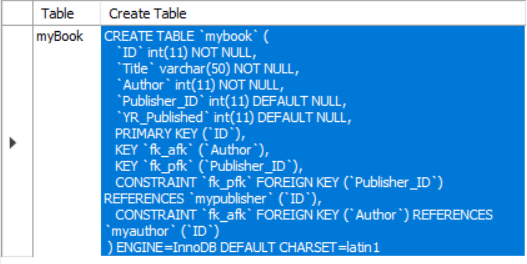 Table Create Table
myBook CREATE TABLE `mybook` (
`ID` int(11) NOT NULL,
`Title` varchar(50) NOT NULL,
`Author` int(11) NOT NULL,
`Publisher_ID` int(11) DEFAULT NULL,
`YR_Published` int(11) DEFAULT NULL,
PRIMARY KEY (`ID`),
KEY `fk_afk` (`Author`),
KEY `fk_pfk` (`Publisher_ID`),
CONSTRAINT `fk_pfk` FOREIGN KEY (`Publisher_ID`)
REFERENCES `mypublisher` (`ID`),
CONSTRAINT `fk_afk` FOREIGN KEY (`Author`) REFERENCES
`myauthor` (`ID`)
) ENGINE=InnoDB DEFAULT CHARSET=latin1